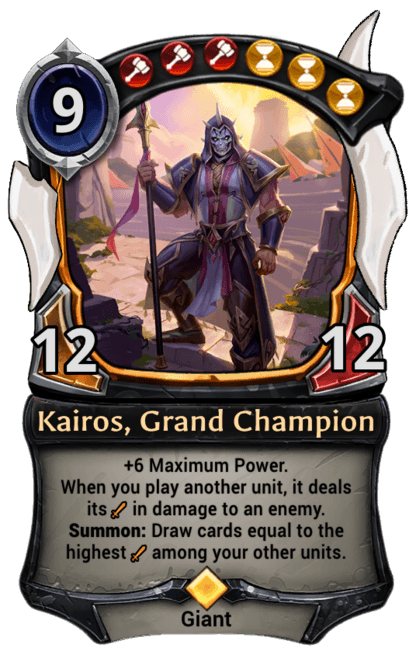 9
12
12
Kairos, Grand Champion
+6 Maximum Power.
When you play another unit, it deals
its in damage to an enemy.
Summon: Draw cards equal to the
highest among your other units.
Giant